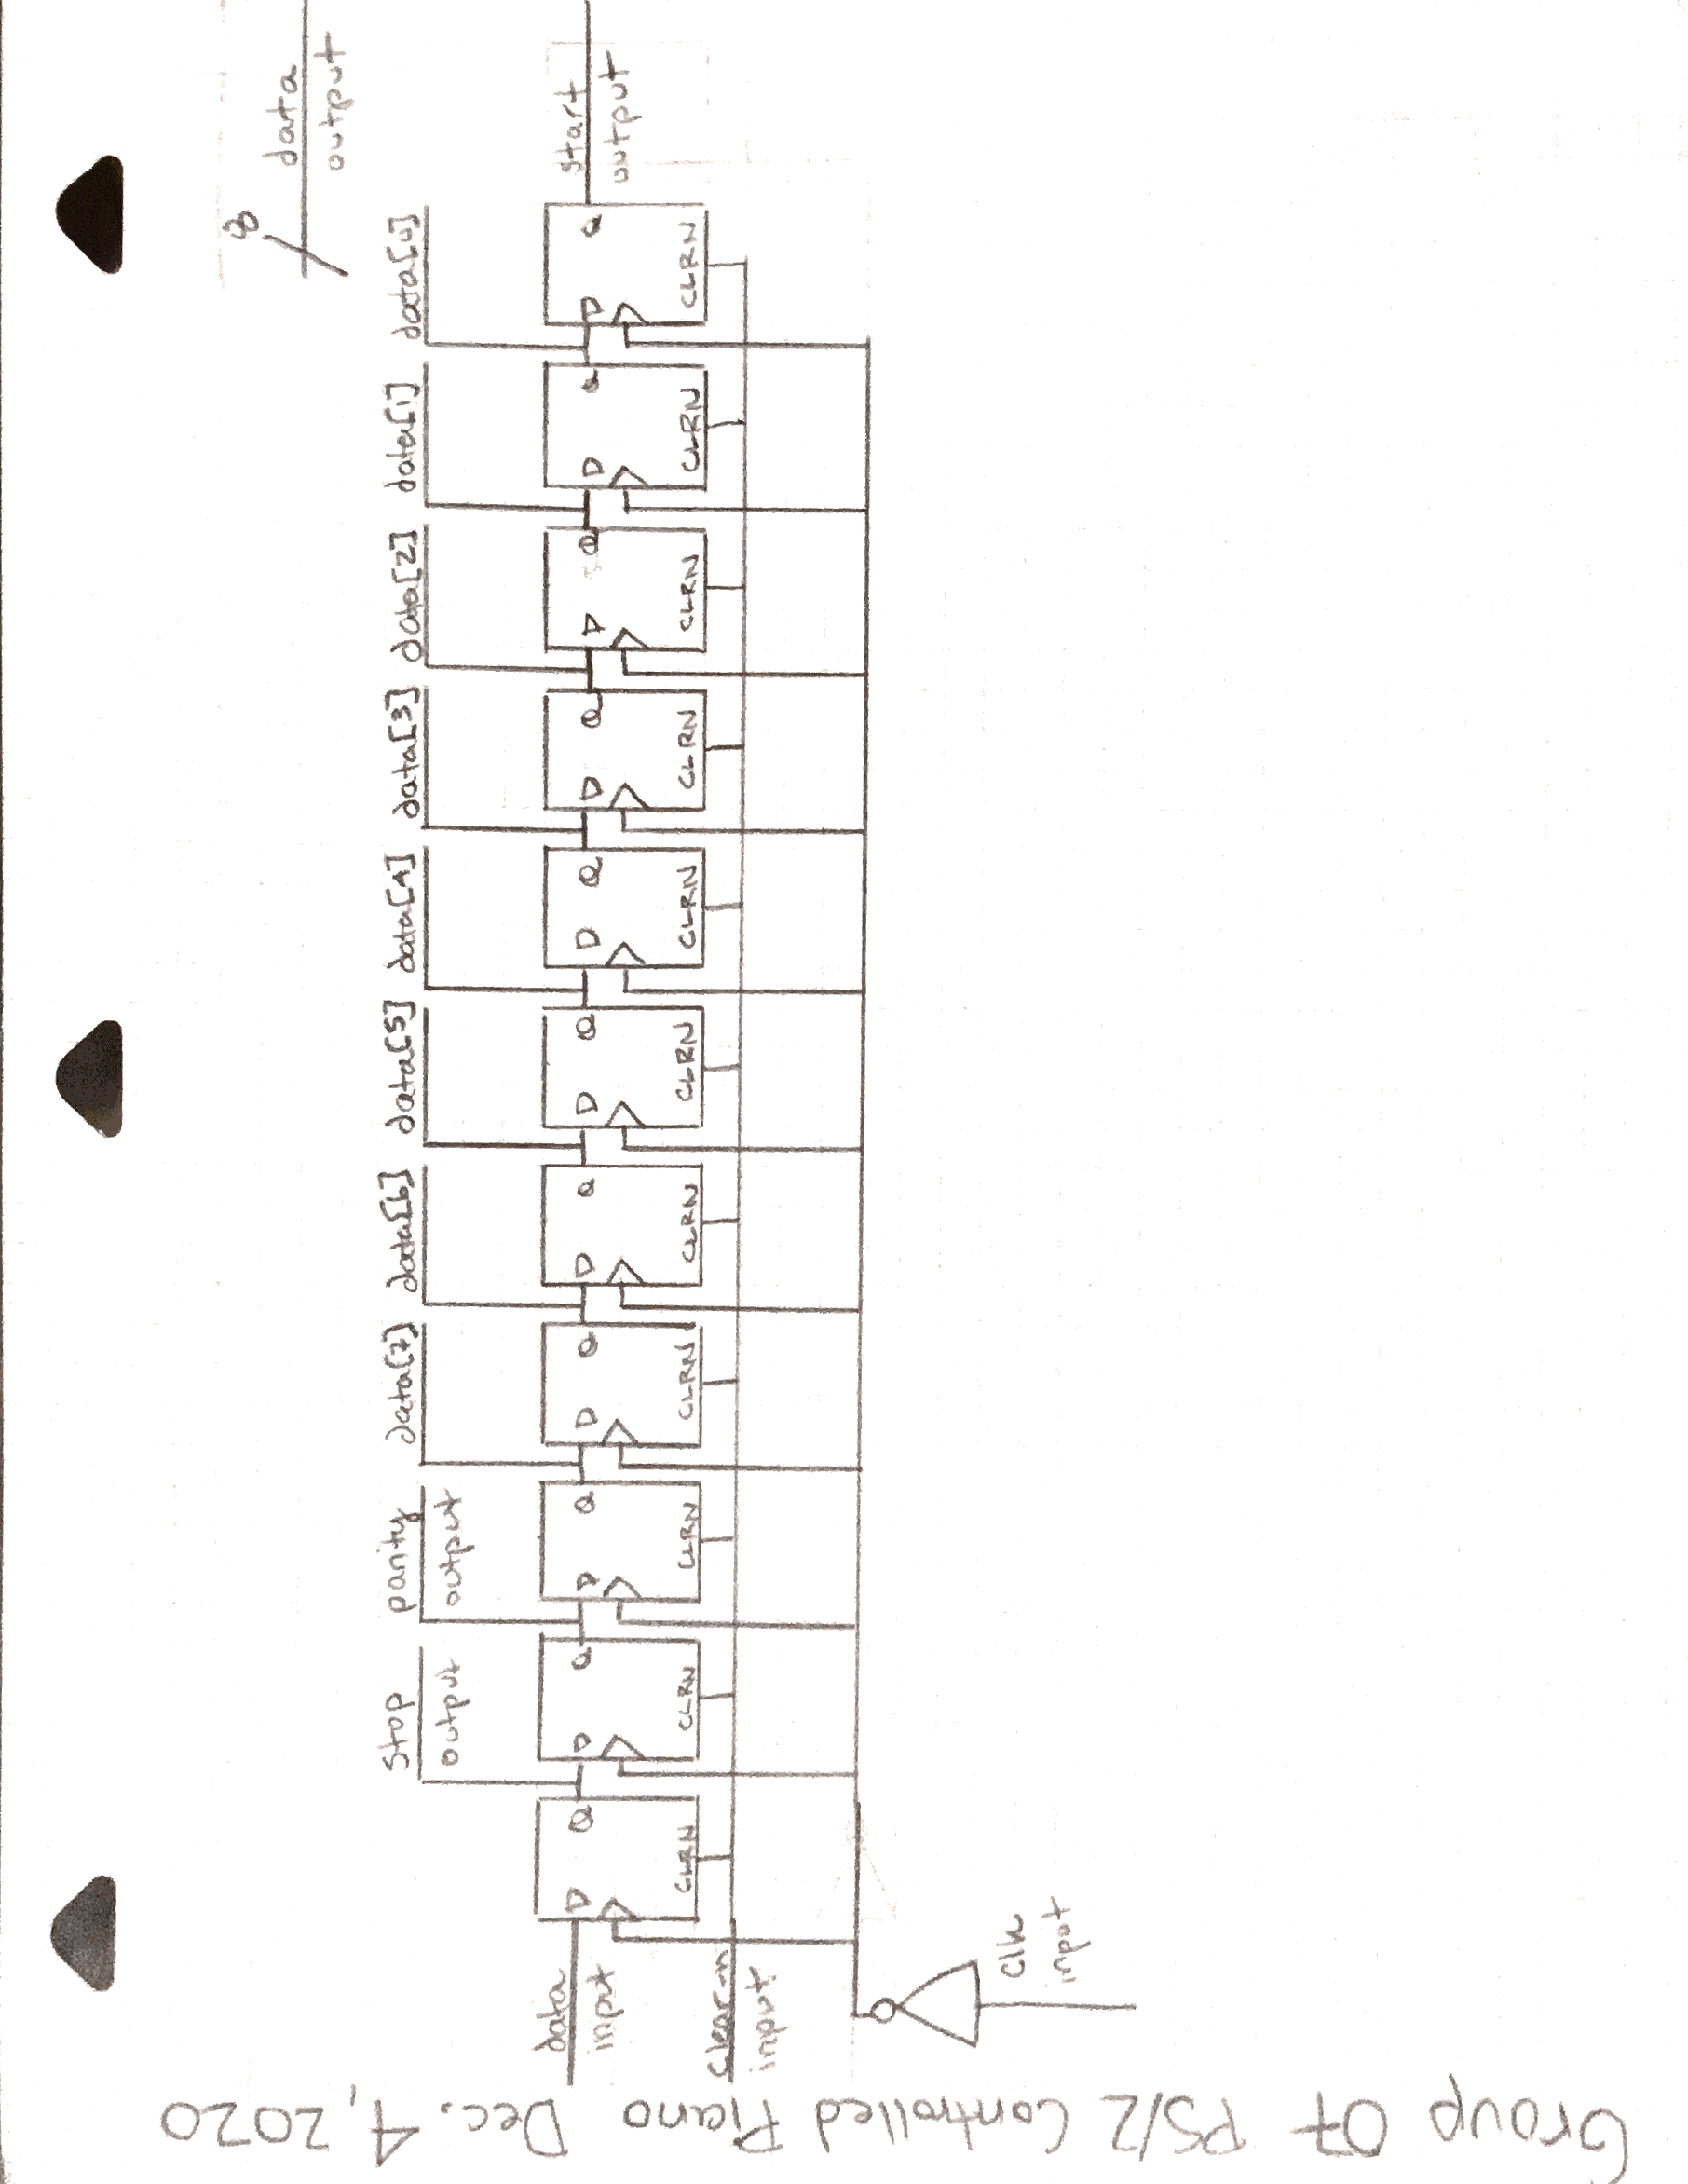 Group 07 PS/2 Controlled Piano Dec. 4, 2020
8
data
output
stop
output
parity
output
data[7]
data[6]
data[5]
data[4]
data[3]
data[2]
data[1]
data[0]
data
input
D Q
CLRN
D Q
CLRN
D Q
CLRN
D Q
CLRN
D Q
CLRN
D Q
CLRN
D Q
CLRN
D Q
CLRN
D Q
CLRN
D Q
CLRN
D Q
CLRN
start
output
clear-n
input
Clk
input